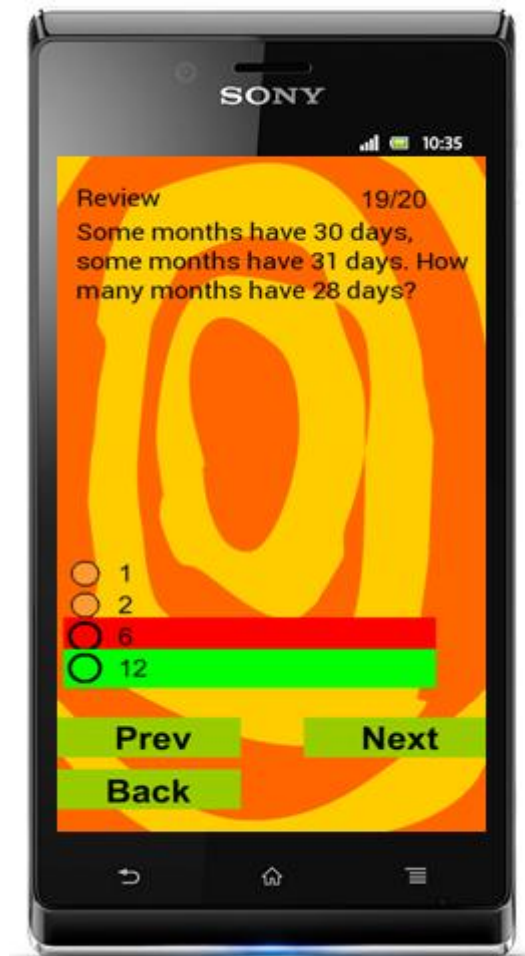 SONY
10:35
Review 19/20
Some months have 30 days,
some months have 31 days. How
many months have 28 days?
1
2
6
12
Prev Next
Back